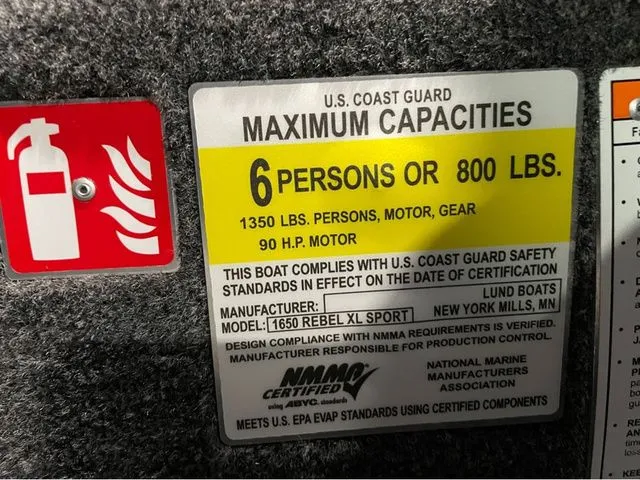 U.S. COAST GUARD
MAXIMUM CAPACITIES
6 PERSONS OR 800 LBS.
1350 LBS. PERSONS, MOTOR, GEAR
90 H.P. MOTOR
THIS BOAT COMPLIES WITH U.S. COAST GUARD SAFETY
STANDARDS IN EFFECT ON THE DATE OF CERTIFICATION
MANUFACTURER: LUND BOATS
MODEL: 1650 REBEL XL SPORT NEW YORK MILLS, MN
DESIGN COMPLIANCE WITH NMMA REQUIREMENTS IS VERIFIED.
MANUFACTURER RESPONSIBLE FOR PRODUCTION CONTROL.
NMMA
CERTIFIED
using ABYC. standards
NATIONAL MARINE
MANUFACTURERS
ASSOCIATION
MEETS U.S. EPA EVAP STANDARDS USING CERTIFIED COMPONENTS